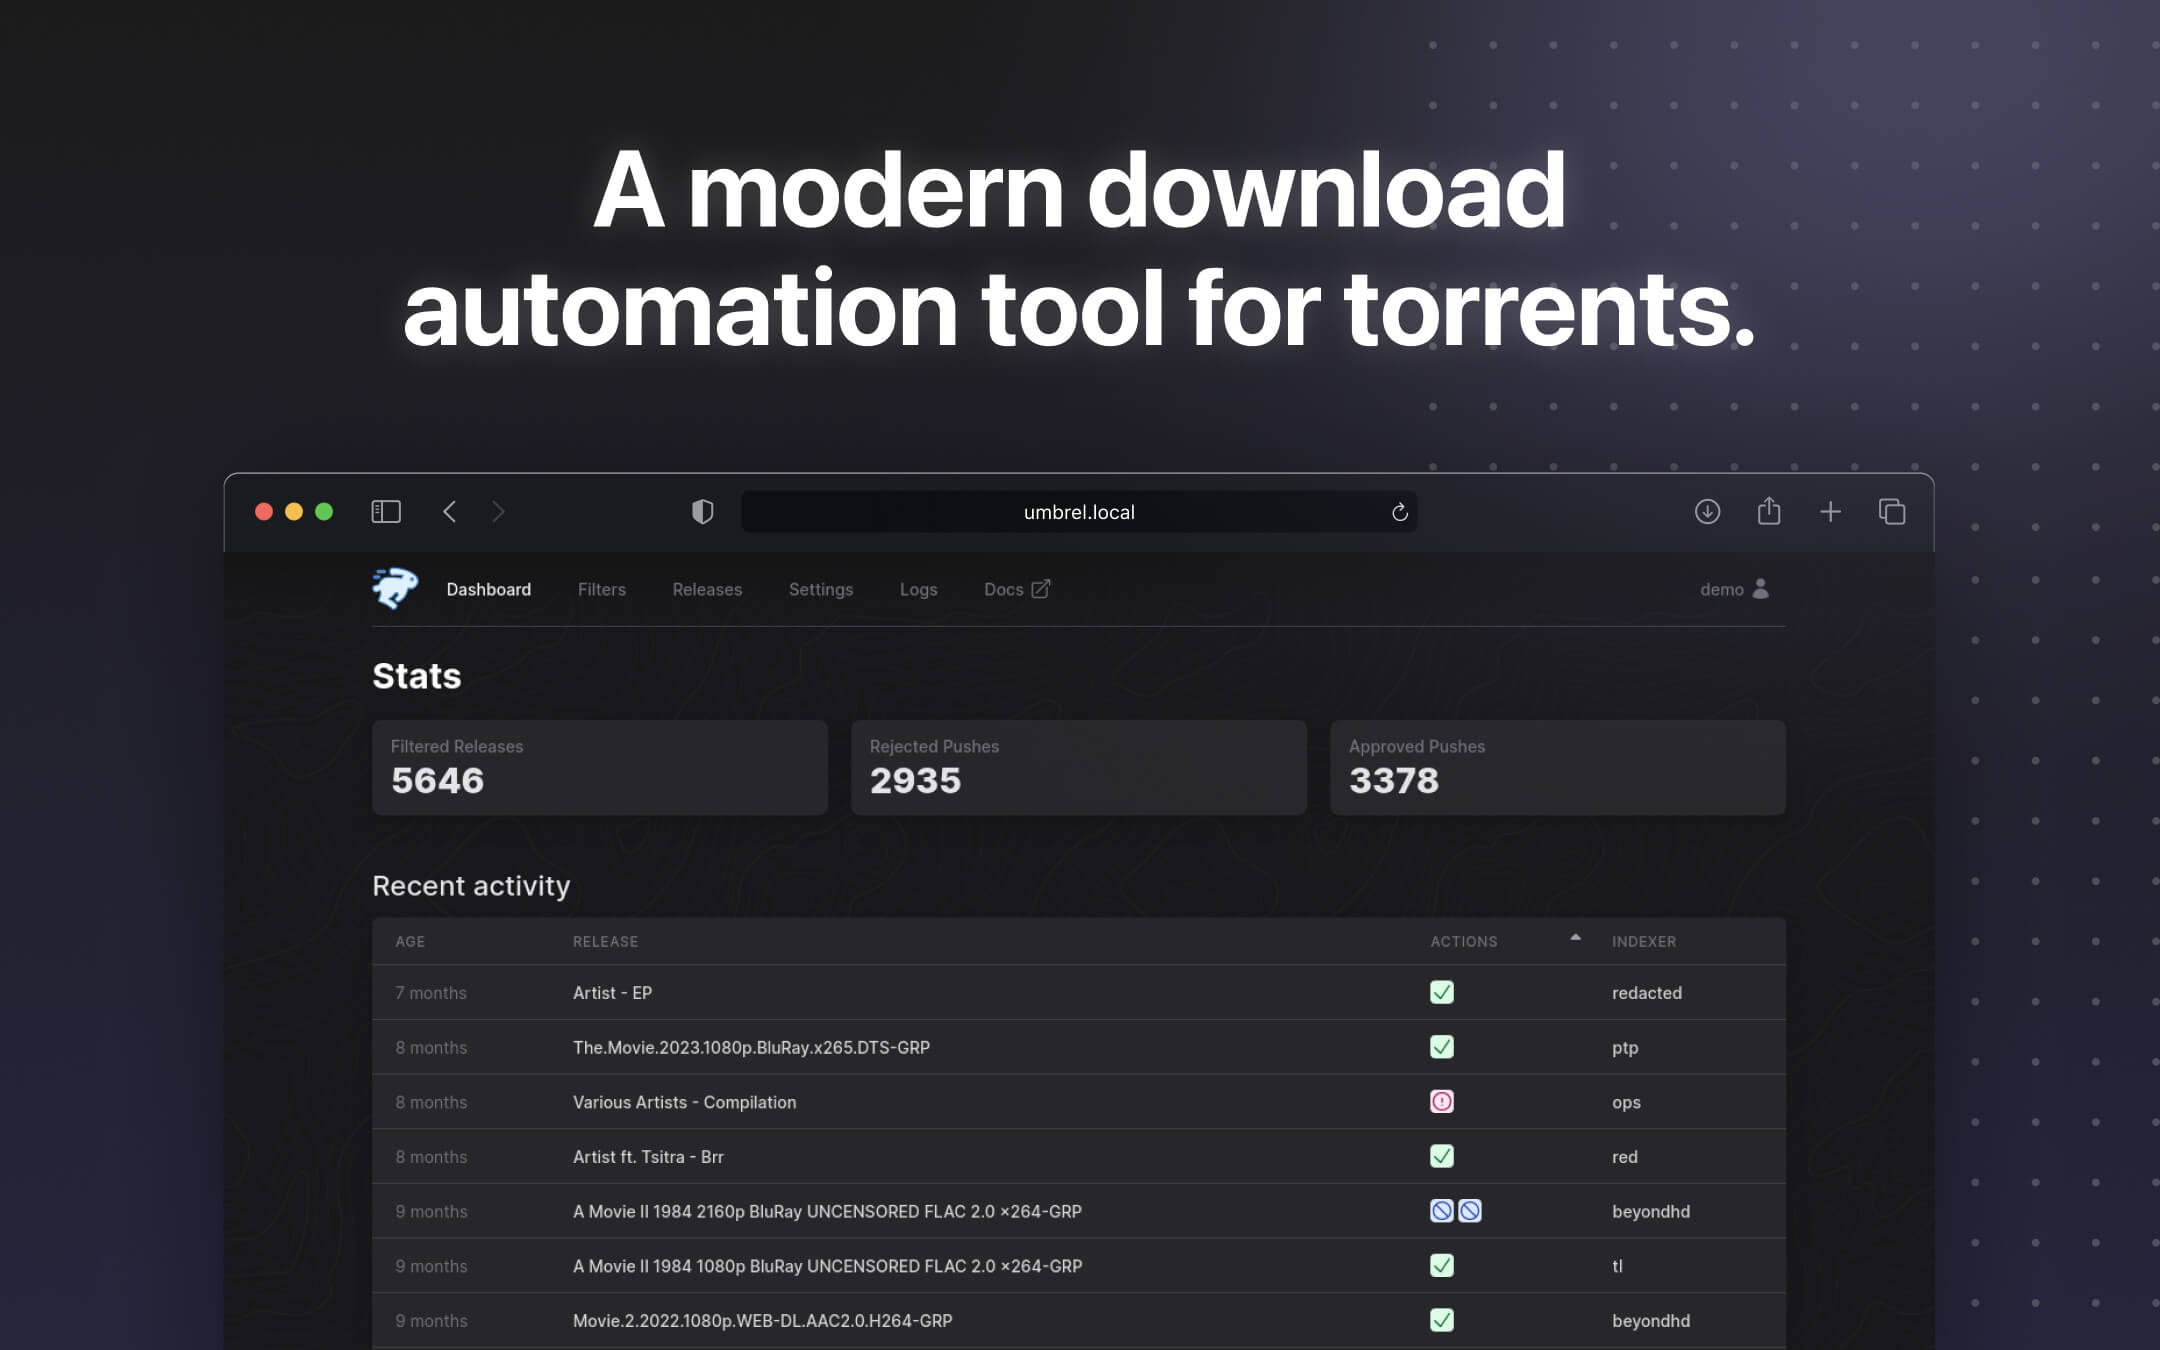 A modern download
automation tool for torrents.
umbrel.local
Dashboard Filters Releases Settings Logs Docs demo
Stats
Filtered Releases Rejected Pushes Approved Pushes
5646 2935 3378
Recent activity
AGE RELEASE ACTIONS INDEXER
7 months Artist - EP redacted
8 months The.Movie.2023.1080p.BluRay.x265.DTS-GRP ptp
8 months Various Artists - Compilation ops
8 months Artist ft. Tsitra - Brr red
9 months A Movie II 1984 2160p BluRay UNCENSORED FLAC 2.0 ×264-GRP beyondhd
9 months A Movie II 1984 1080p BluRay UNCENSORED FLAC 2.0 ×264-GRP tl
9 months Movie.2.2022.1080p.WEB-DL.AAC2.0.H264-GRP beyondhd